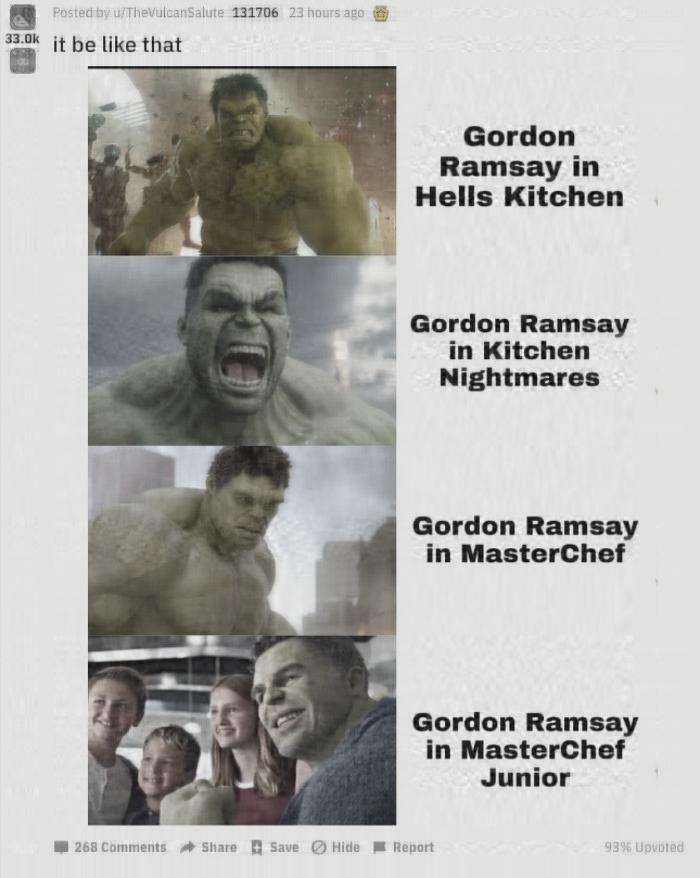 Posted by u/TheVulcanSalute 131706 23 hours ago
33.0k
it be like that
Gordon
Ramsay in
Hells Kitchen
Gordon Ramsay
in Kitchen
Nightmares
Gordon Ramsay
in MasterChef
Gordon Ramsay
in MasterChef
Junior
268 Comments Share Save Hide Report 93% Upvoted